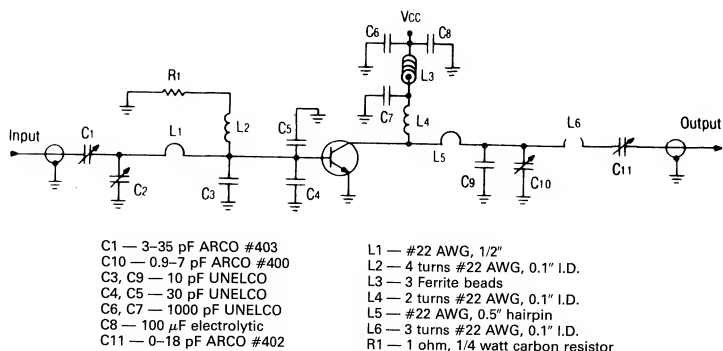 Vcc
C6
C8
L3
C7
R1
L2
L4
L6
Input
Output
C1
L1
C5
L5
C11
C2
C3
C4
C9
C10
C1 — 3–35 pF ARCO #403
C10 — 0.9–7 pF ARCO #400
C3, C9 — 10 pF UNELCO
C4, C5 — 30 pF UNELCO
C6, C7 — 1000 pF UNELCO
C8 — 100 μF electrolytic
C11 — 0–18 pF ARCO #402
L1 — #22 AWG, 1/2"
L2 — 4 turns #22 AWG, 0.1" I.D.
L3 — 3 Ferrite beads
L4 — 2 turns #22 AWG, 0.1" I.D.
L5 — #22 AWG, 0.5" hairpin
L6 — 3 turns #22 AWG, 0.1" I.D.
R1 — 1 ohm, 1/4 watt carbon resistor